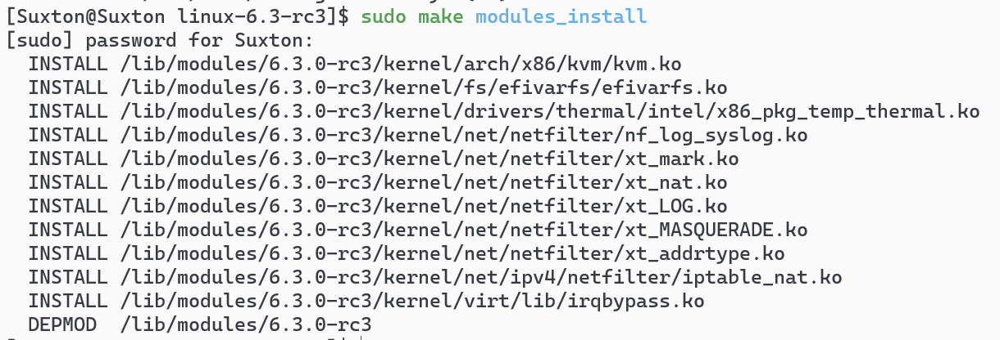 [Suxton@Suxton linux-6.3-rc3]$ sudo make modules_install
[sudo] password for Suxton:
INSTALL /lib/modules/6.3.0-rc3/kernel/arch/x86/kvm/kvm.ko
INSTALL /lib/modules/6.3.0-rc3/kernel/fs/efivarfs/efivarfs.ko
INSTALL /lib/modules/6.3.0-rc3/kernel/drivers/thermal/intel/x86_pkg_temp_thermal.ko
INSTALL /lib/modules/6.3.0-rc3/kernel/net/netfilter/nf_log_syslog.ko
INSTALL /lib/modules/6.3.0-rc3/kernel/net/netfilter/xt_mark.ko
INSTALL /lib/modules/6.3.0-rc3/kernel/net/netfilter/xt_nat.ko
INSTALL /lib/modules/6.3.0-rc3/kernel/net/netfilter/xt_LOG.ko
INSTALL /lib/modules/6.3.0-rc3/kernel/net/netfilter/xt_MASQUERADE.ko
INSTALL /lib/modules/6.3.0-rc3/kernel/net/netfilter/xt_addrtype.ko
INSTALL /lib/modules/6.3.0-rc3/kernel/net/ipv4/netfilter/iptable_nat.ko
INSTALL /lib/modules/6.3.0-rc3/kernel/virt/lib/irqbypass.ko
DEPMOD /lib/modules/6.3.0-rc3